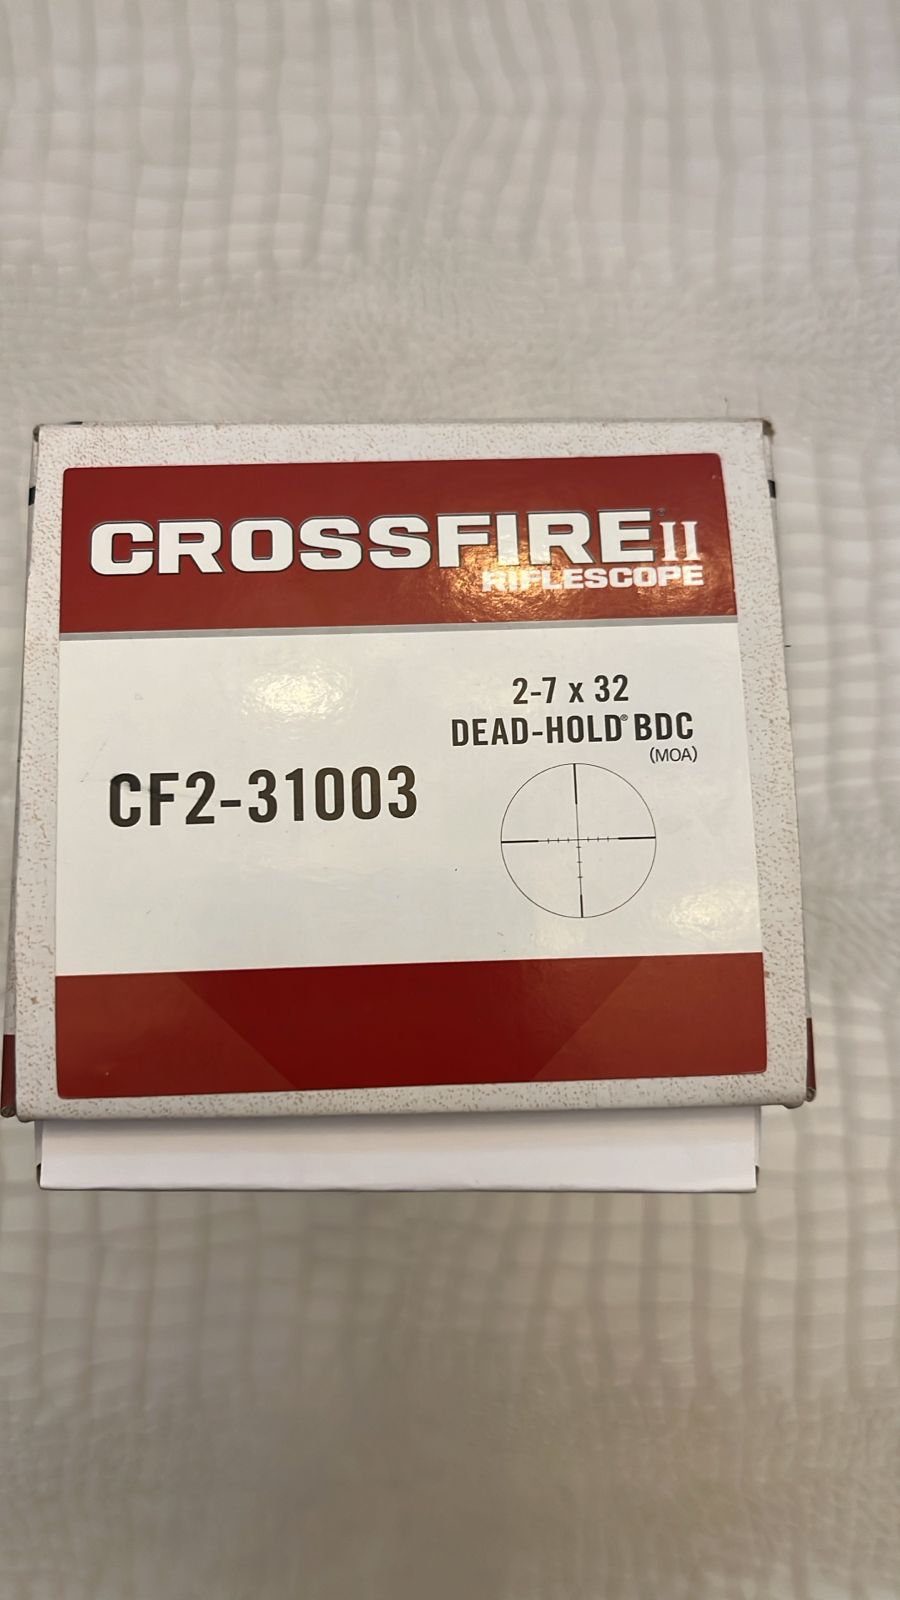 CROSSFIRE® II
RIFLESCOPE
2-7 x 32
DEAD-HOLD® BDC
(MOA)
CF2-31003